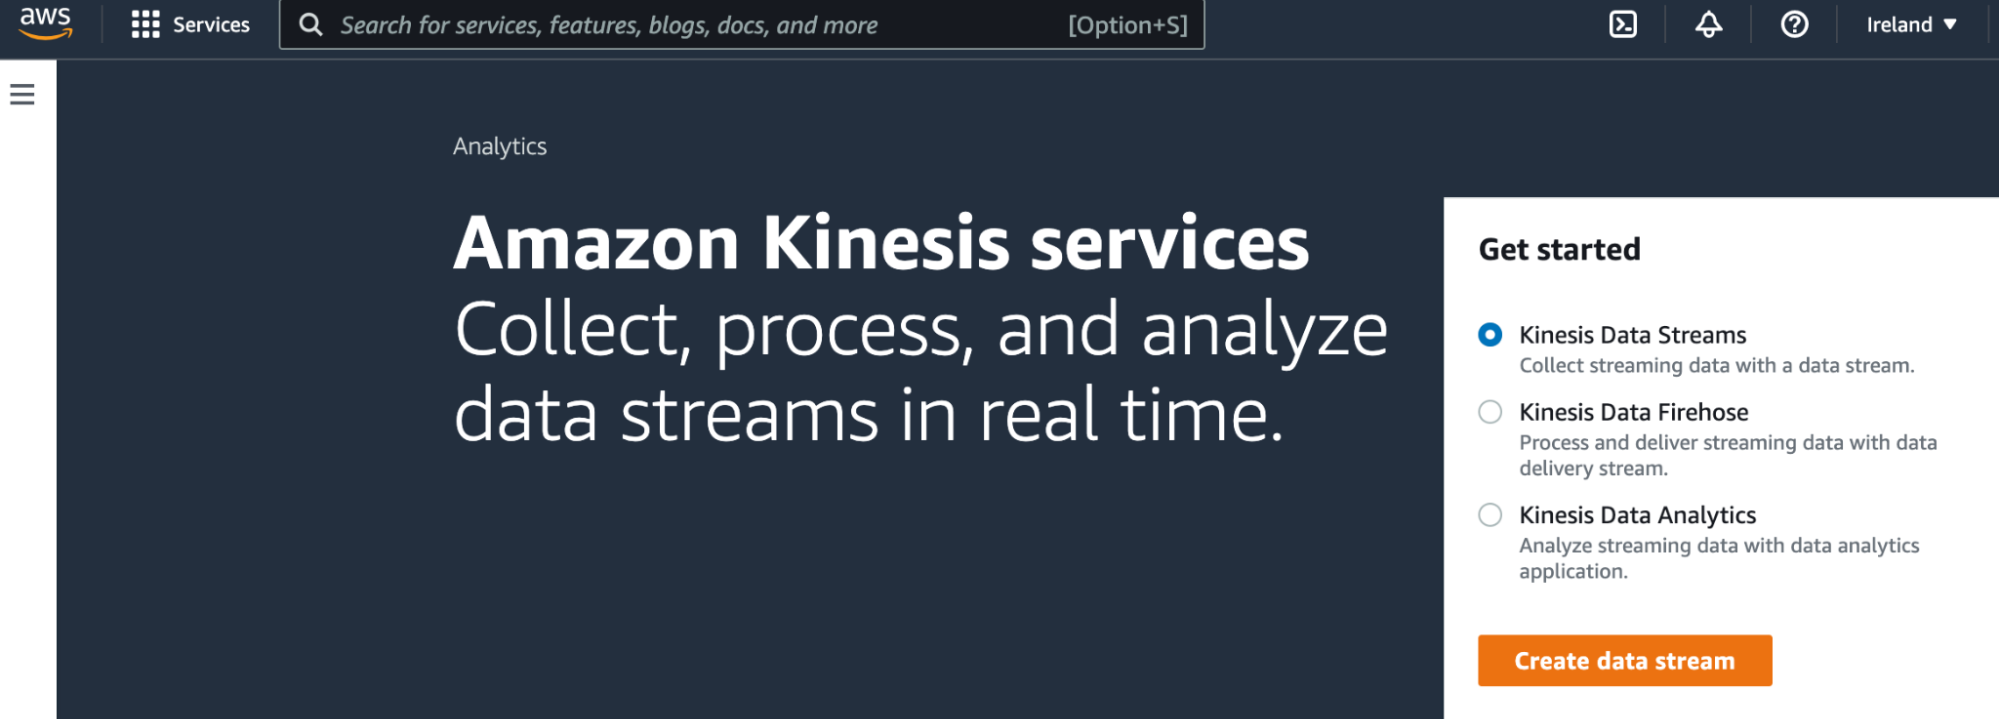 aws
Services
Search for services, features, blogs, docs, and more
[Option+S]
Ireland
Analytics
Amazon Kinesis services
Collect, process, and analyze
data streams in real time.
Get started
Kinesis Data Streams
Collect streaming data with a data stream.
Kinesis Data Firehose
Process and deliver streaming data with data
delivery stream.
Kinesis Data Analytics
Analyze streaming data with data analytics
application.
Create data stream